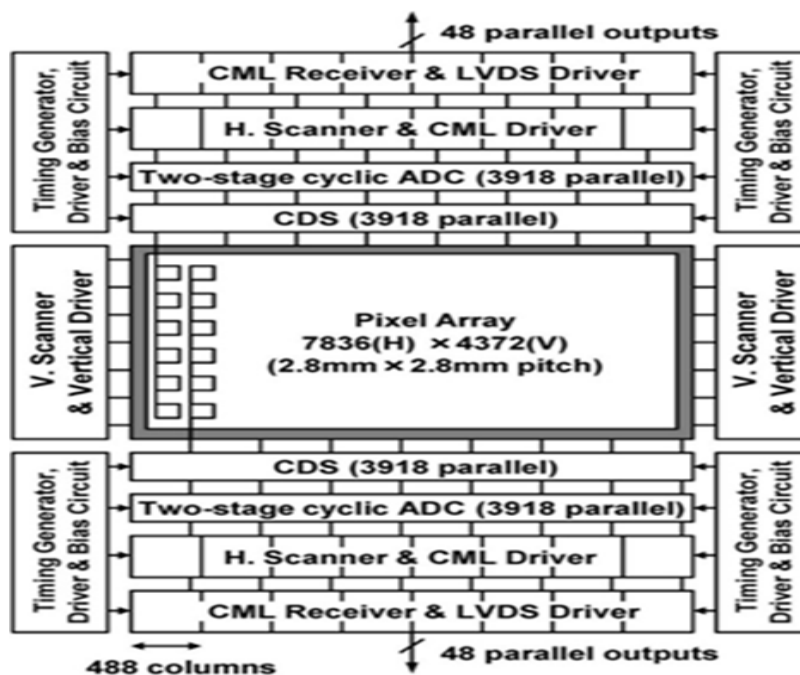 48 parallel outputs
Timing Generator,
Driver & Bias Circuit
CML Receiver & LVDS Driver
H. Scanner & CML Driver
Two-stage cyclic ADC (3918 parallel)
CDS (3918 parallel)
Timing Generator,
Driver & Bias Circuit
V. Scanner
& Vertical Driver
Pixel Array
7836(H) ×4372(V)
(2.8mm × 2.8mm pitch)
V. Scanner
& Vertical Driver
Timing Generator,
Driver & Bias Circuit
CDS (3918 parallel)
Two-stage cyclic ADC (3918 parallel)
H. Scanner & CML Driver
CML Receiver & LVDS Driver
Timing Generator,
Driver & Bias Circuit
488 columns
48 parallel outputs